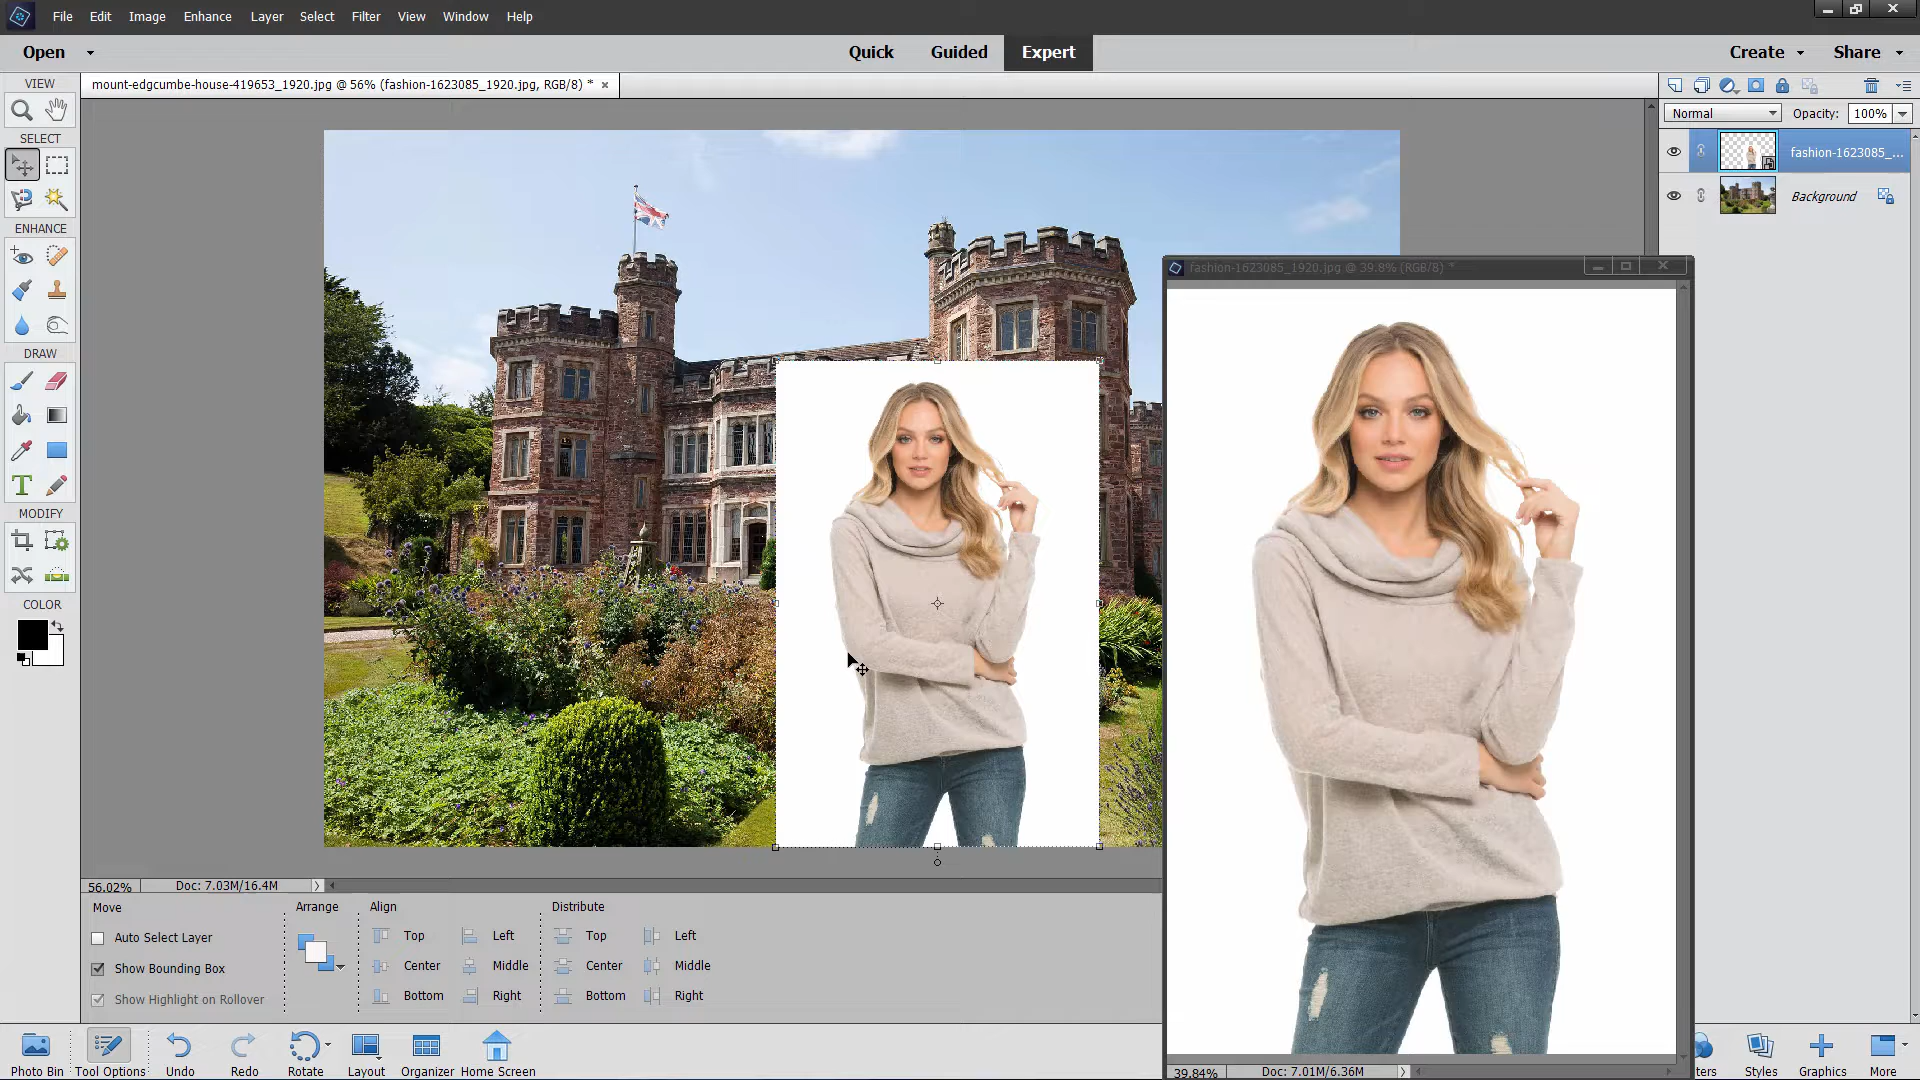 File Edit Image Enhance Layer Select Filter View Window Help
Open Quick Guided Expert Create Share
VIEW
mount-edgcumbe-house-419653_1920.jpg @ 56% (fashion-1623085_1920.jpg, RGB/8) * ×
Normal Opacity: 100%
SELECT
fashion-1623085_...
Background
ENHANCE
fashion-1623085_1920.jpg @ 39.8% (RGB/8) *
DRAW
T
MODIFY
COLOR
56.02% Doc: 7.03M/16.4M
Move Arrange Align Distribute
Auto Select Layer Top Left Top Left
Show Bounding Box Center Middle Center Middle
Show Highlight on Rollover Bottom Right Bottom Right
Photo Bin Tool Options Undo Redo Rotate Layout Organizer Home Screen
39.84% Doc: 7.01M/6.36M
ters Styles Graphics More